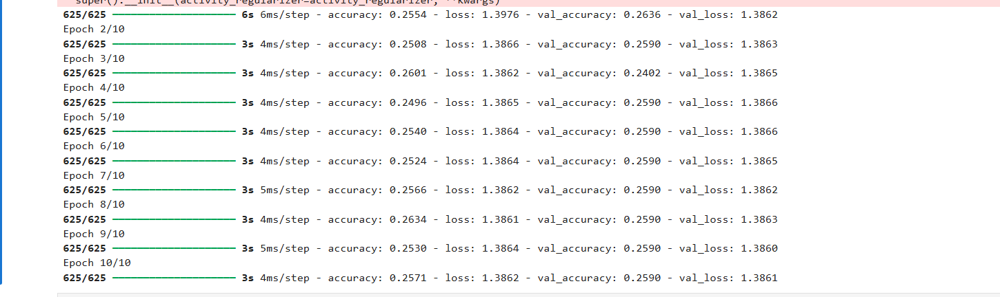 super().__init__(activity_regularizer=activity_regularizer, **kwargs)
625/625 ━━━━━━━━━━━━━━━━━━━━ 6s 6ms/step - accuracy: 0.2554 - loss: 1.3976 - val_accuracy: 0.2636 - val_loss: 1.3862
Epoch 2/10
625/625 ━━━━━━━━━━━━━━━━━━━━ 3s 4ms/step - accuracy: 0.2508 - loss: 1.3866 - val_accuracy: 0.2590 - val_loss: 1.3863
Epoch 3/10
625/625 ━━━━━━━━━━━━━━━━━━━━ 3s 4ms/step - accuracy: 0.2601 - loss: 1.3862 - val_accuracy: 0.2402 - val_loss: 1.3865
Epoch 4/10
625/625 ━━━━━━━━━━━━━━━━━━━━ 3s 4ms/step - accuracy: 0.2496 - loss: 1.3865 - val_accuracy: 0.2590 - val_loss: 1.3866
Epoch 5/10
625/625 ━━━━━━━━━━━━━━━━━━━━ 3s 4ms/step - accuracy: 0.2540 - loss: 1.3864 - val_accuracy: 0.2590 - val_loss: 1.3866
Epoch 6/10
625/625 ━━━━━━━━━━━━━━━━━━━━ 3s 4ms/step - accuracy: 0.2524 - loss: 1.3864 - val_accuracy: 0.2590 - val_loss: 1.3865
Epoch 7/10
625/625 ━━━━━━━━━━━━━━━━━━━━ 3s 5ms/step - accuracy: 0.2566 - loss: 1.3862 - val_accuracy: 0.2590 - val_loss: 1.3862
Epoch 8/10
625/625 ━━━━━━━━━━━━━━━━━━━━ 3s 4ms/step - accuracy: 0.2634 - loss: 1.3861 - val_accuracy: 0.2590 - val_loss: 1.3863
Epoch 9/10
625/625 ━━━━━━━━━━━━━━━━━━━━ 3s 5ms/step - accuracy: 0.2530 - loss: 1.3864 - val_accuracy: 0.2590 - val_loss: 1.3860
Epoch 10/10
625/625 ━━━━━━━━━━━━━━━━━━━━ 3s 4ms/step - accuracy: 0.2571 - loss: 1.3862 - val_accuracy: 0.2590 - val_loss: 1.3861